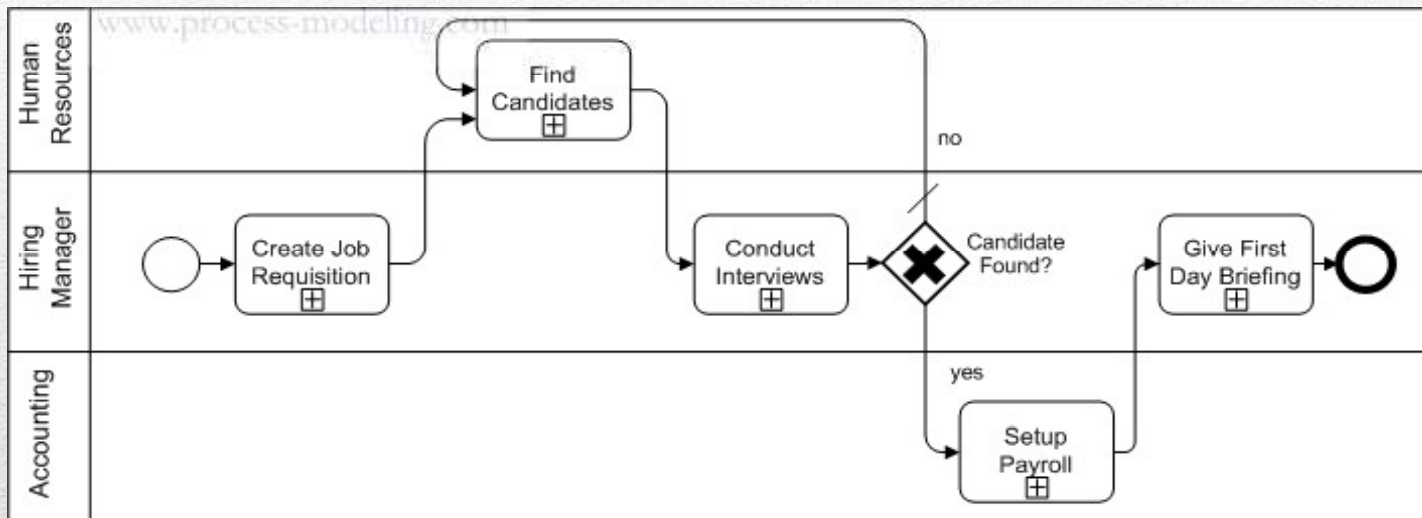 www.process-modeling.com
Human
Resources
Find
Candidates
no
Hiring
Manager
Create Job
Requisition
Conduct
Interviews
Candidate
Found?
Give First
Day Briefing
Accounting
yes
Setup
Payroll